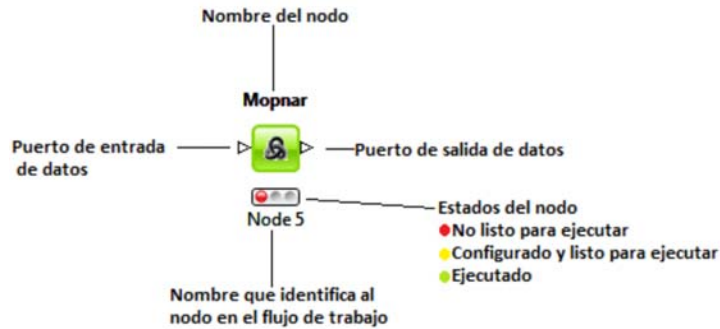 Nombre del nodo
Mopnar
Puerto de entrada
de datos
Puerto de salida de datos
Node 5
Estados del nodo
No listo para ejecutar
Configurado y listo para ejecutar
Ejecutado
Nombre que identifica al
nodo en el flujo de trabajo